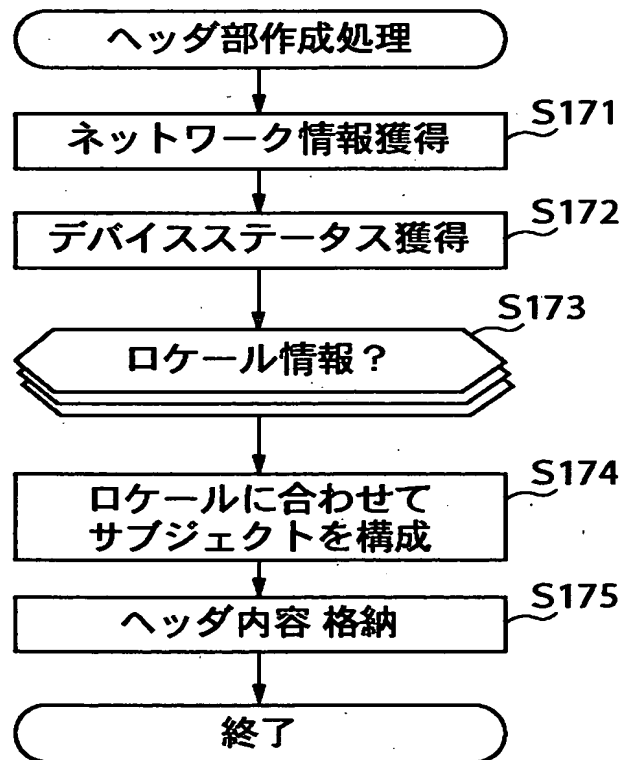 ヘッダ部作成処理
S171
ネットワーク情報獲得
S172
デバイスステータス獲得
S173
ロケール情報?
S174
ロケールに合わせて
サブジェクトを構成
S175
ヘッダ内容 格納
終了